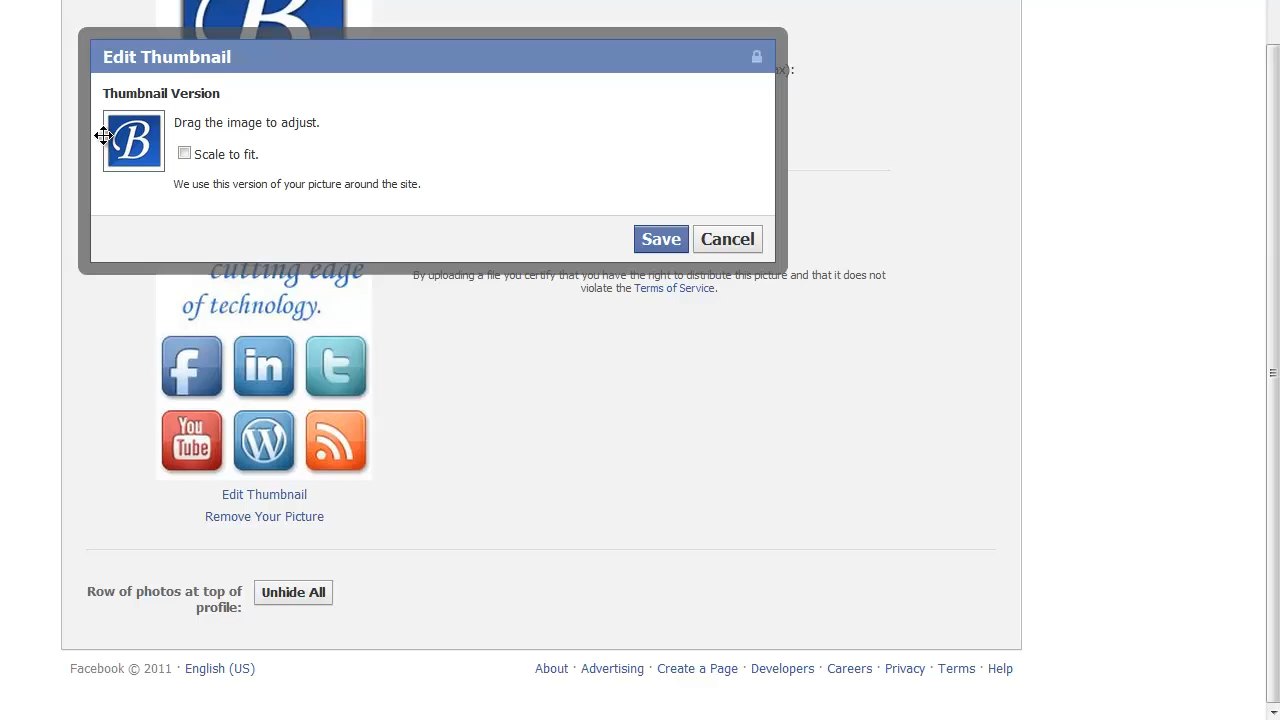 B
Edit Thumbnail
x):
Thumbnail Version
B
Drag the image to adjust.
Scale to fit.
We use this version of your picture around the site.
Save
Cancel
cutting edge
of technology.
By uploading a file you certify that you have the right to distribute this picture and that it does not
violate the Terms of Service.
f
in
t
You
Tube
W
Edit Thumbnail
Remove Your Picture
Row of photos at top of
profile:
Unhide All
Facebook © 2011 · English (US)
About · Advertising · Create a Page · Developers · Careers · Privacy · Terms · Help